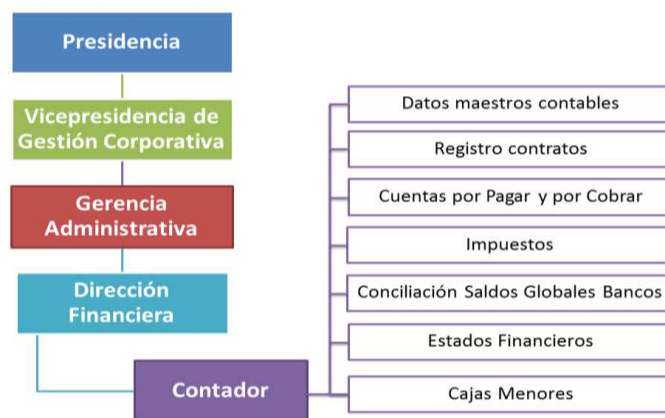 Presidencia
Vicepresidencia de
Gestión Corporativa
Gerencia
Administrativa
Dirección
Financiera
Contador
Datos maestros contables
Registro contratos
Cuentas por Pagar y por Cobrar
Impuestos
Conciliación Saldos Globales Bancos
Estados Financieros
Cajas Menores